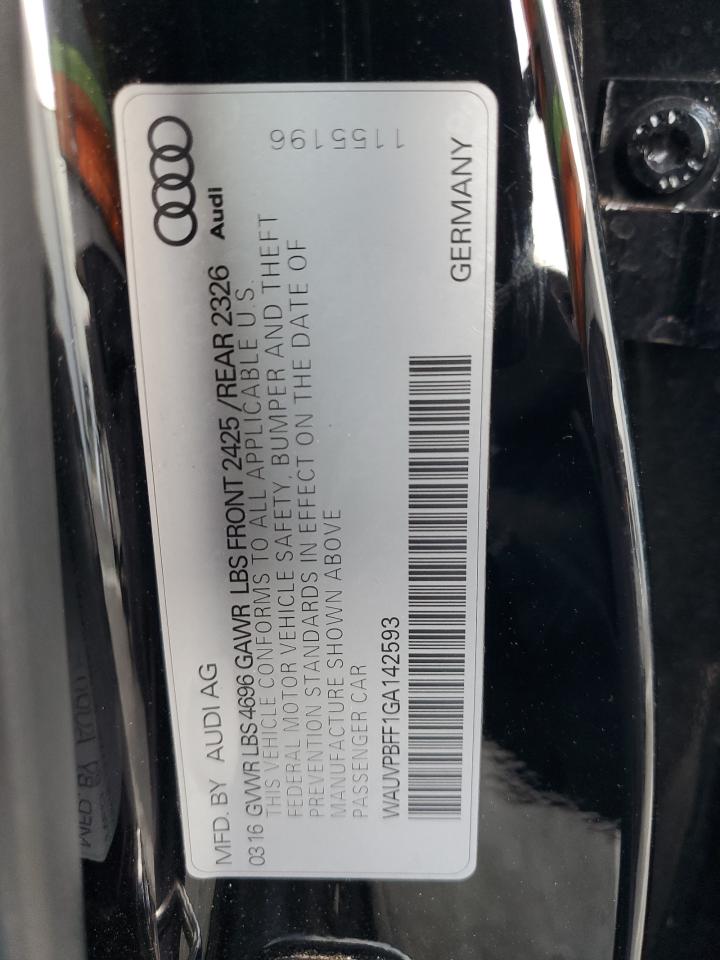 MFD. BY AUDI AG
Audi
03 16 GVWR LBS 4696 GAWR LBS FRONT 2425 /REAR 2326
THIS VEHICLE CONFORMS TO ALL APPLICABLE U.S.
FEDERAL MOTOR VEHICLE SAFETY, BUMPER AND THEFT
PREVENTION STANDARDS IN EFFECT ON THE DATE OF
MANUFACTURE SHOWN ABOVE
PASSENGER CAR
WAUVPBFF1GA142593
GERMANY
1155196